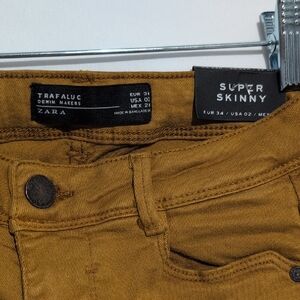 TRAFALUC
DENIM MAKERS
ZARA
EUR 34
USA 02
MEX
MADE IN BANGLADESH
SUPER
SKINNY
EUR 34 / USA 02 / MEX